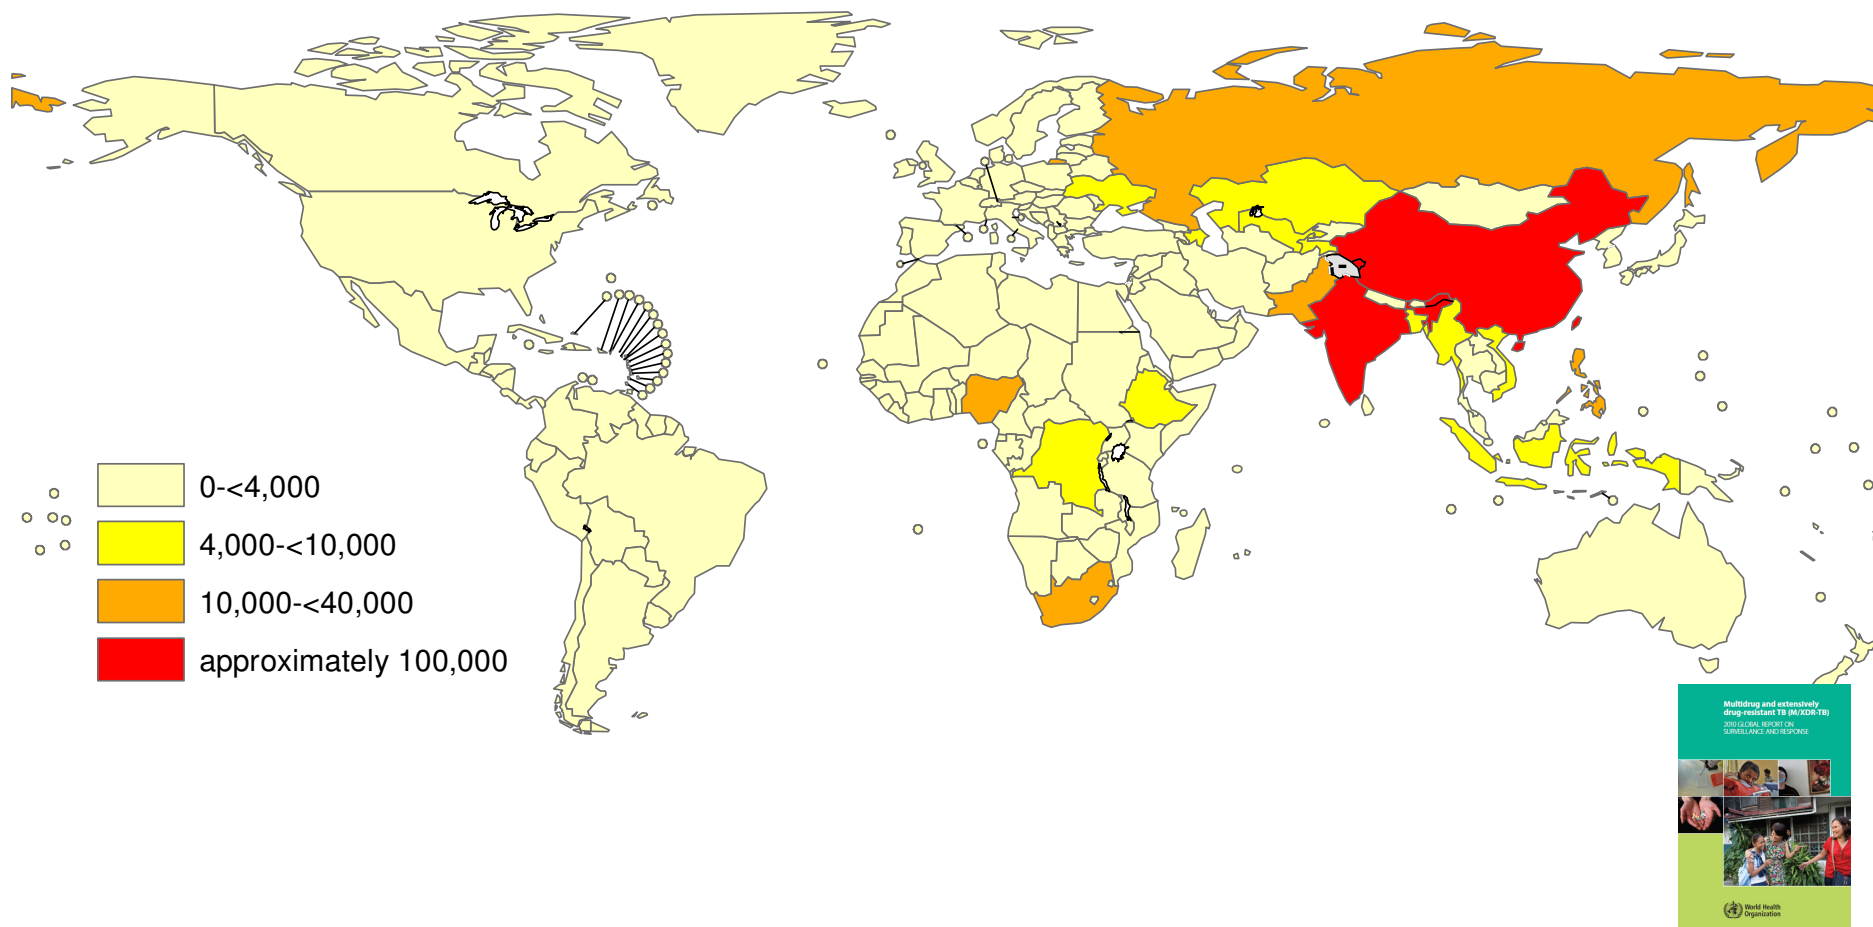 0-<4,000
4,000-<10,000
10,000-<40,000
approximately 100,000
Multidrug and extensively
drug-resistant TB (M/XDR-TB)
2010 GLOBAL REPORT ON
SURVEILLANCE AND RESPONSE
World Health
Organization